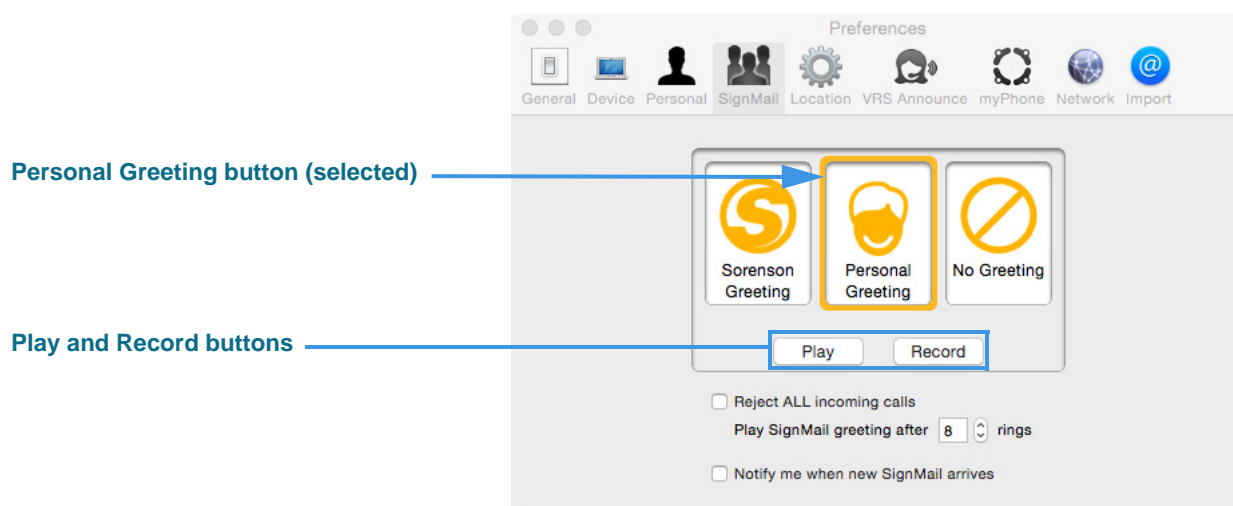 Preferences
General Device Personal SignMail Location VRS Announce myPhone Network Import
Personal Greeting button (selected)
Sorenson Greeting
Personal Greeting
No Greeting
Play and Record buttons
Play Record
Reject ALL incoming calls
Play SignMail greeting after 8 rings
Notify me when new SignMail arrives